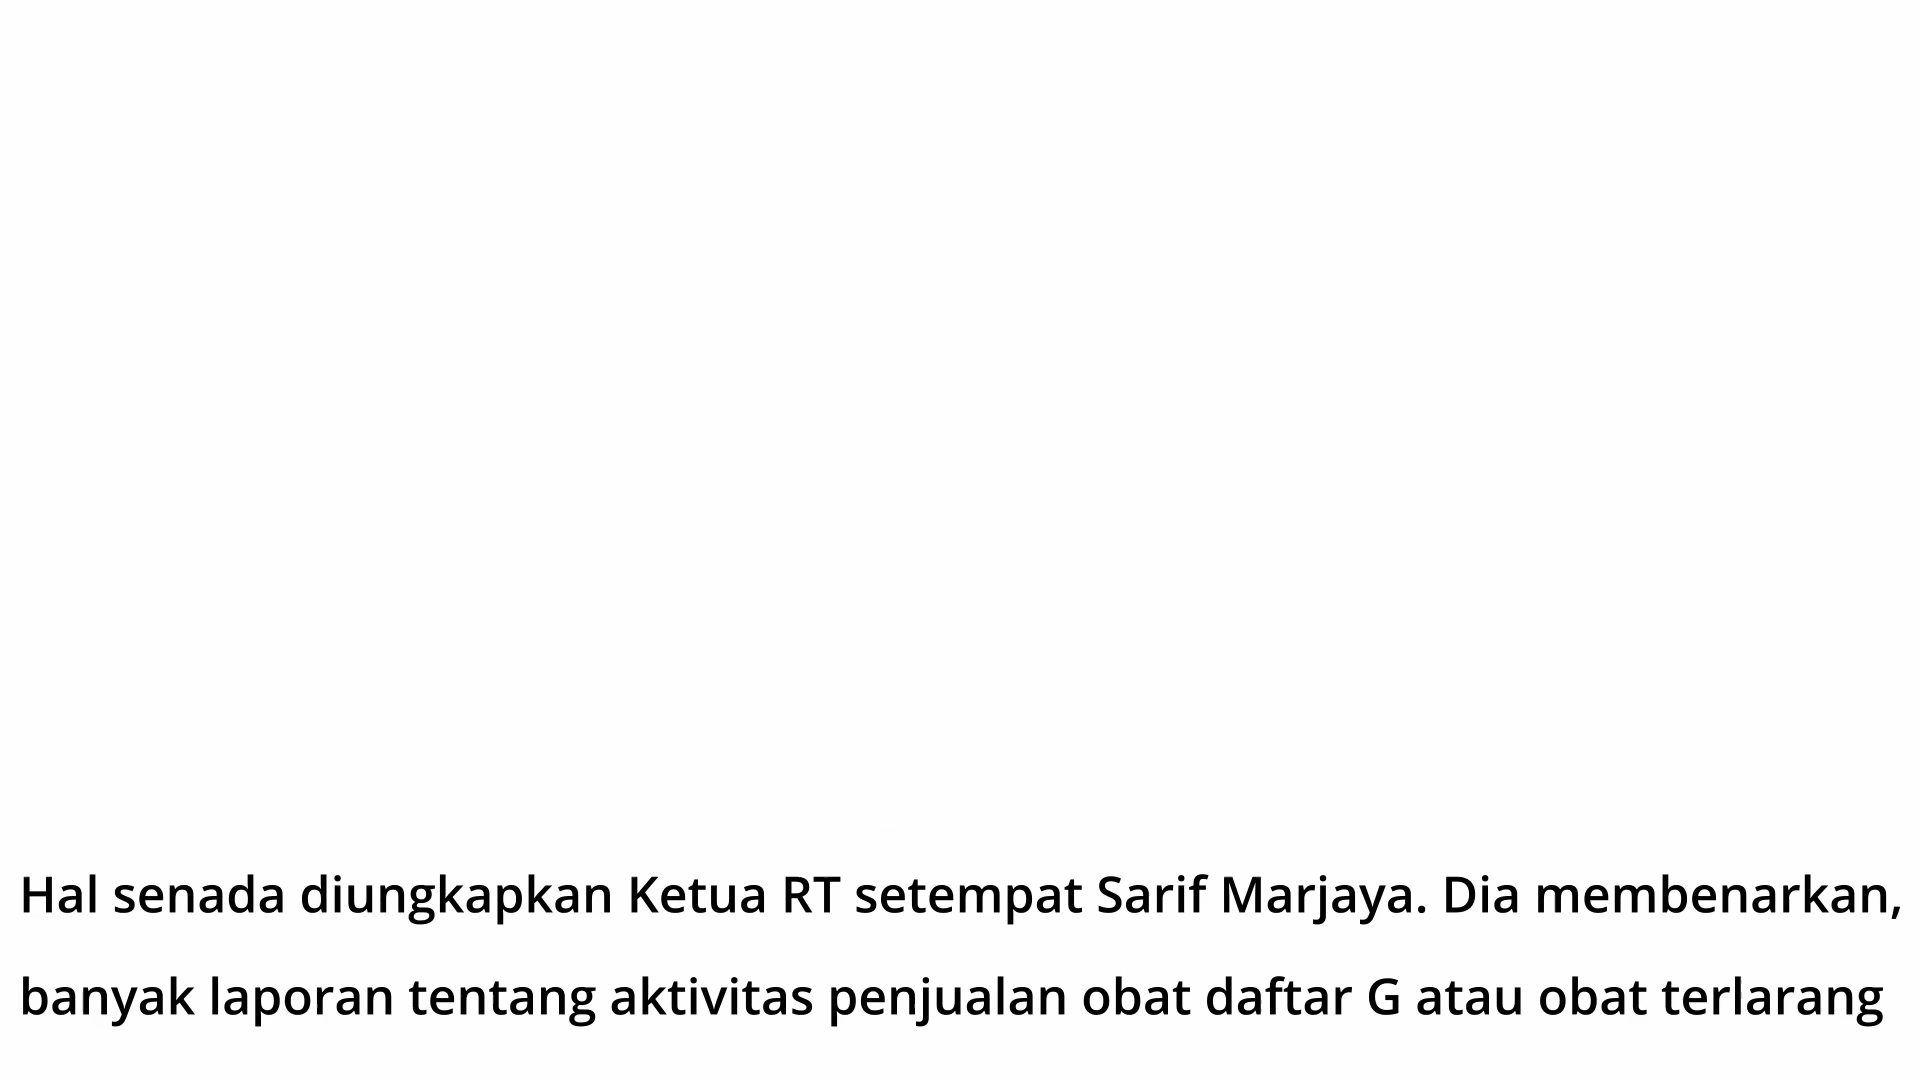 Hal senada diungkapkan Ketua RT setempat Sarif Marjaya. Dia membenarkan,
banyak laporan tentang aktivitas penjualan obat daftar G atau obat terlarang